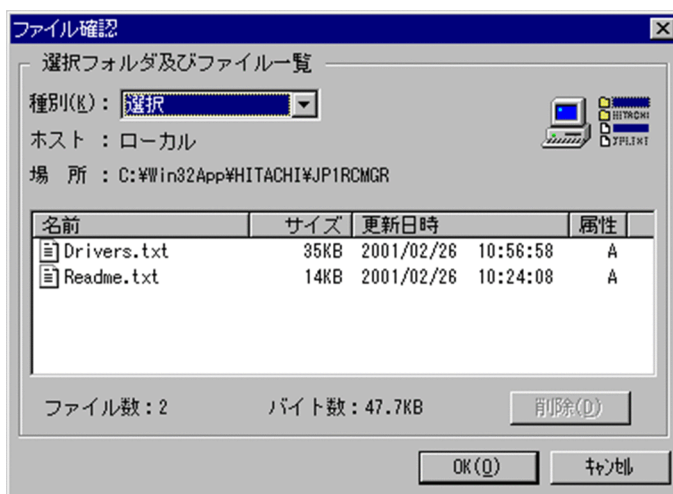 ファイル確認
選択フォルダ及びファイル一覧
種別(K): 選択
ホスト : ローカル
場 所 : C:¥Win32App¥HITACHI¥JP1RCMGR
HITACHI
JP1.TXT
名前 サイズ 更新日時 属性
Drivers.txt 35KB 2001/02/26 10:56:58 A
Readme.txt 14KB 2001/02/26 10:24:08 A
ファイル数:2 バイト数:47.7KB 削除(D)
OK(O) キャンセル